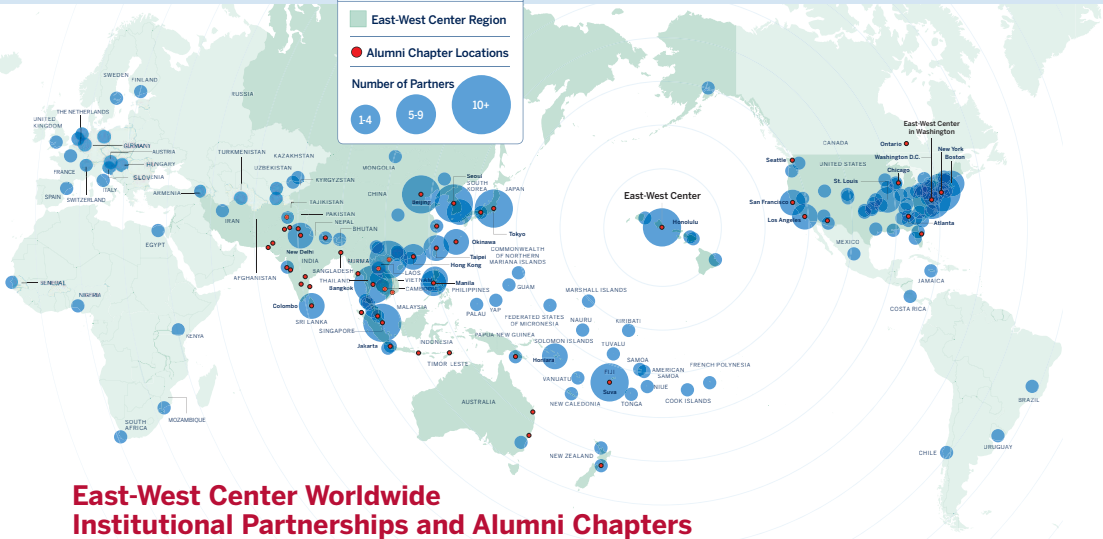 East-West Center Region
Alumni Chapter Locations
Number of Partners
1-4
5-9
10+
SWEDEN
FINLAND
RUSSIA
THE NETHERLANDS
UNITED
KINGDOM
GERMANY
AUSTRIA
HUNGARY
FRANCE
SPAIN
SWITZERLAND
ITALY
ARMENIA
TURKMENISTAN
UZBEKISTAN
KAZAKHSTAN
KYRGYZSTAN
TAJIKISTAN
PAKISTAN
NEPAL
BHUTAN
IRAN
EGYPT
AFGHANISTAN
New Delhi
INDIA
BANGLADESH
BURMA
THAILAND
Bangkok
LAOS
VIETNAM
CAMBODIA
Colombo
SRI LANKA
MALAYSIA
SINGAPORE
Jakarta
INDONESIA
TIMOR LESTE
MONGOLIA
CHINA
Beijing
Seoul
SOUTH
KOREA
JAPAN
Tokyo
Okinawa
Taipei
Hong Kong
Manila
PHILIPPINES
COMMONWEALTH
OF NORTHERN
MARIANA ISLANDS
GUAM
PALAU
YAP
FEDERATED STATES
OF MICRONESIA
MARSHALL ISLANDS
NAURU
KIRIBATI
PAPUA NEW GUINEA
SOLOMON ISLANDS
Honiara
TUVALU
SAMOA
AMERICAN
SAMOA
FRENCH POLYNESIA
VANUATU
FIJI
Suva
NIUE
NEW CALEDONIA
TONGA
COOK ISLANDS
AUSTRALIA
NEW ZEALAND
SENEGAL
NIGERIA
KENYA
MOZAMBIQUE
SOUTH
AFRICA
East-West Center
Honolulu
East-West Center
in Washington
CANADA
Ontario
Washington D.C.
New York
Boston
Seattle
UNITED STATES
Chicago
St. Louis
San Francisco
Los Angeles
Atlanta
MEXICO
JAMAICA
COSTA RICA
BRAZIL
URUGUAY
CHILE
East-West Center Worldwide
Institutional Partnerships and Alumni Chapters